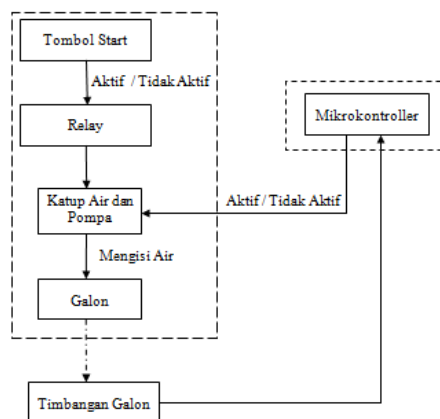 Tombol Start
Aktif / Tidak Aktif
Relay
Mikrokontroller
Katup Air dan
Pompa
Aktif / Tidak Aktif
Mengisi Air
Galon
Timbangan Galon